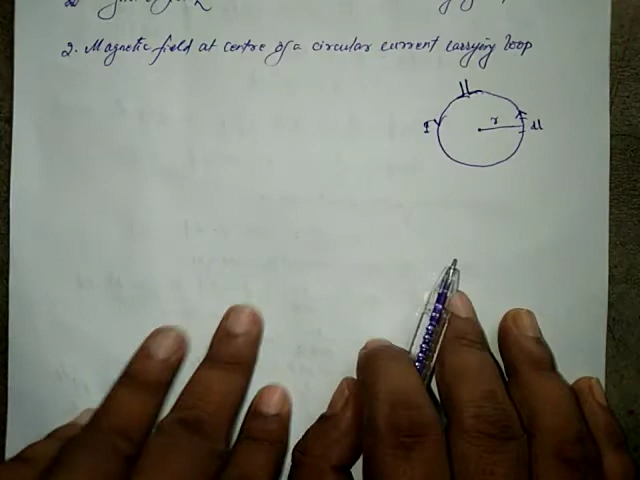 2. Magnetic field at centre of a circular current carrying loop
r
I
dl